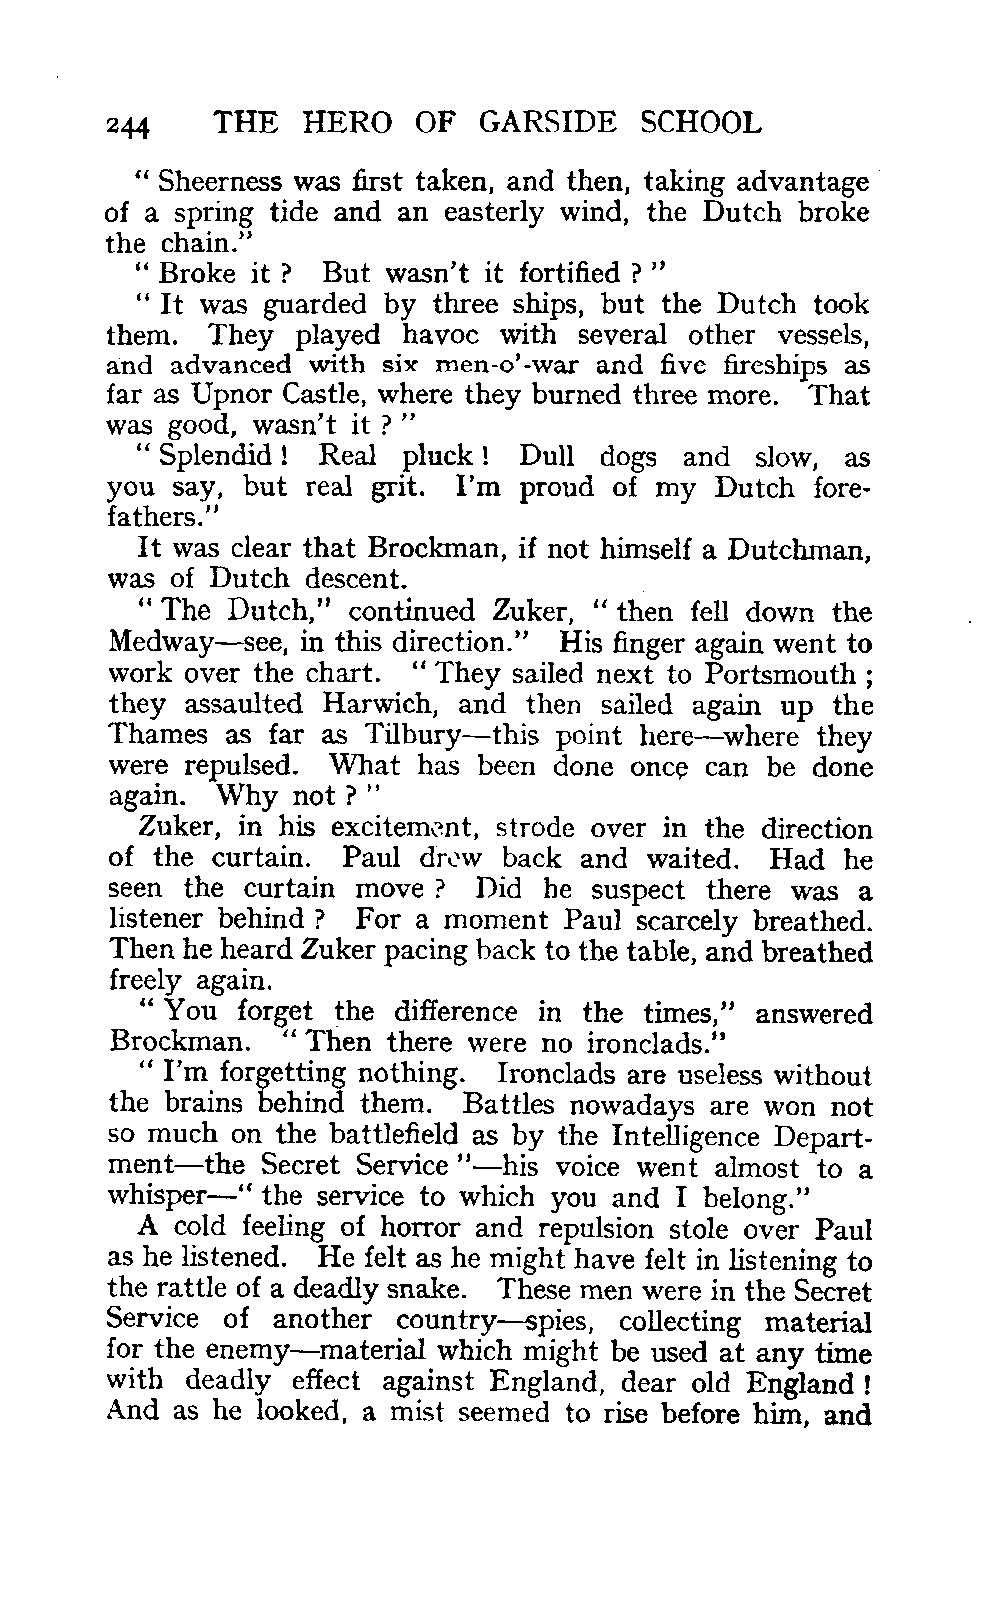 244 THE HERO OF GARSIDE SCHOOL
“ Sheerness was first taken, and then, taking advantage
of a spring tide and an easterly wind, the Dutch broke
the chain.”
“ Broke it ? But wasn't it fortified ? ”
“ It was guarded by three ships, but the Dutch took
them. They played havoc with several other vessels,
and advanced with six men-o'-war and five fireships as
far as Upnor Castle, where they burned three more. That
was good, wasn't it ? ”
“ Splendid ! Real pluck ! Dull dogs and slow, as
you say, but real grit. I'm proud of my Dutch fore-
fathers.”
It was clear that Brockman, if not himself a Dutchman,
was of Dutch descent.
“ The Dutch,” continued Zuker, “ then fell down the
Medway—see, in this direction.” His finger again went to
work over the chart. “ They sailed next to Portsmouth ;
they assaulted Harwich, and then sailed again up the
Thames as far as Tilbury—this point here—where they
were repulsed. What has been done once can be done
again. Why not ? ”
Zuker, in his excitement, strode over in the direction
of the curtain. Paul drew back and waited. Had he
seen the curtain move ? Did he suspect there was a
listener behind ? For a moment Paul scarcely breathed.
Then he heard Zuker pacing back to the table, and breathed
freely again.
“ You forget the difference in the times,” answered
Brockman. “ Then there were no ironclads.”
“ I'm forgetting nothing. Ironclads are useless without
the brains behind them. Battles nowadays are won not
so much on the battlefield as by the Intelligence Depart-
ment—the Secret Service ”—his voice went almost to a
whisper—“ the service to which you and I belong.”
A cold feeling of horror and repulsion stole over Paul
as he listened. He felt as he might have felt in listening to
the rattle of a deadly snake. These men were in the Secret
Service of another country—spies, collecting material
for the enemy—material which might be used at any time
with deadly effect against England, dear old England !
And as he looked, a mist seemed to rise before him, and